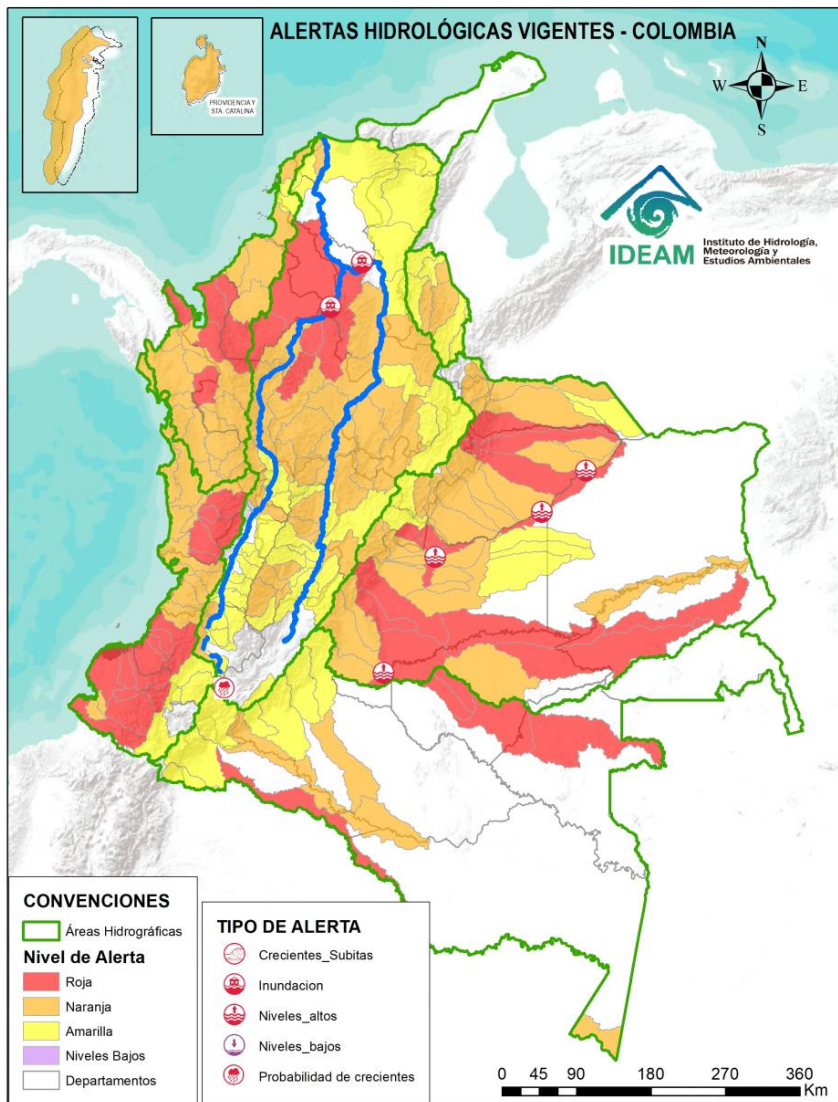 ALERTAS HIDROLÓGICAS VIGENTES - COLOMBIA
PROVIDENCIA Y
STA. CATALINA
N
W
E
S
IDEAM
Instituto de Hidrología,
Meteorología y
Estudios Ambientales
CONVENCIONES
Áreas Hidrográficas
Nivel de Alerta
Roja
Naranja
Amarilla
Niveles Bajos
Departamentos
TIPO DE ALERTA
Crecientes_Subitas
Inundacion
Niveles_altos
Niveles_bajos
Probabilidad de crecientes
0 45 90 180 270 360
Km